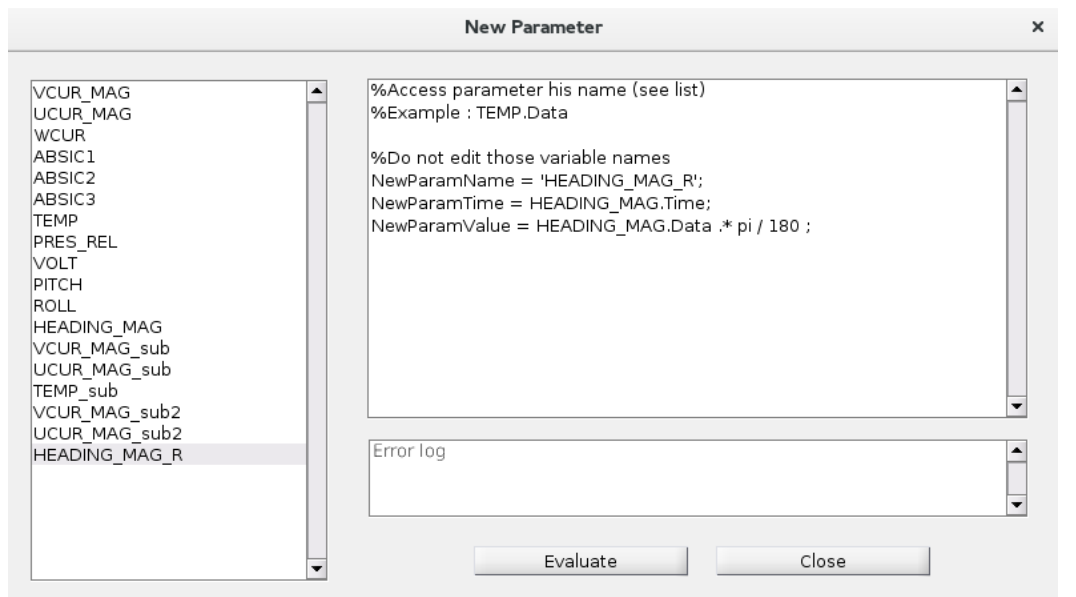 New Parameter ×
VCUR_MAG
UCUR_MAG
WCUR
ABSIC1
ABSIC2
ABSIC3
TEMP
PRES_REL
VOLT
PITCH
ROLL
HEADING_MAG
VCUR_MAG_sub
UCUR_MAG_sub
TEMP_sub
VCUR_MAG_sub2
UCUR_MAG_sub2
HEADING_MAG_R
%Access parameter his name (see list)
%Example : TEMP.Data
%Do not edit those variable names
NewParamName = 'HEADING_MAG_R';
NewParamTime = HEADING_MAG.Time;
NewParamValue = HEADING_MAG.Data .* pi / 180 ;
Error log
Evaluate
Close